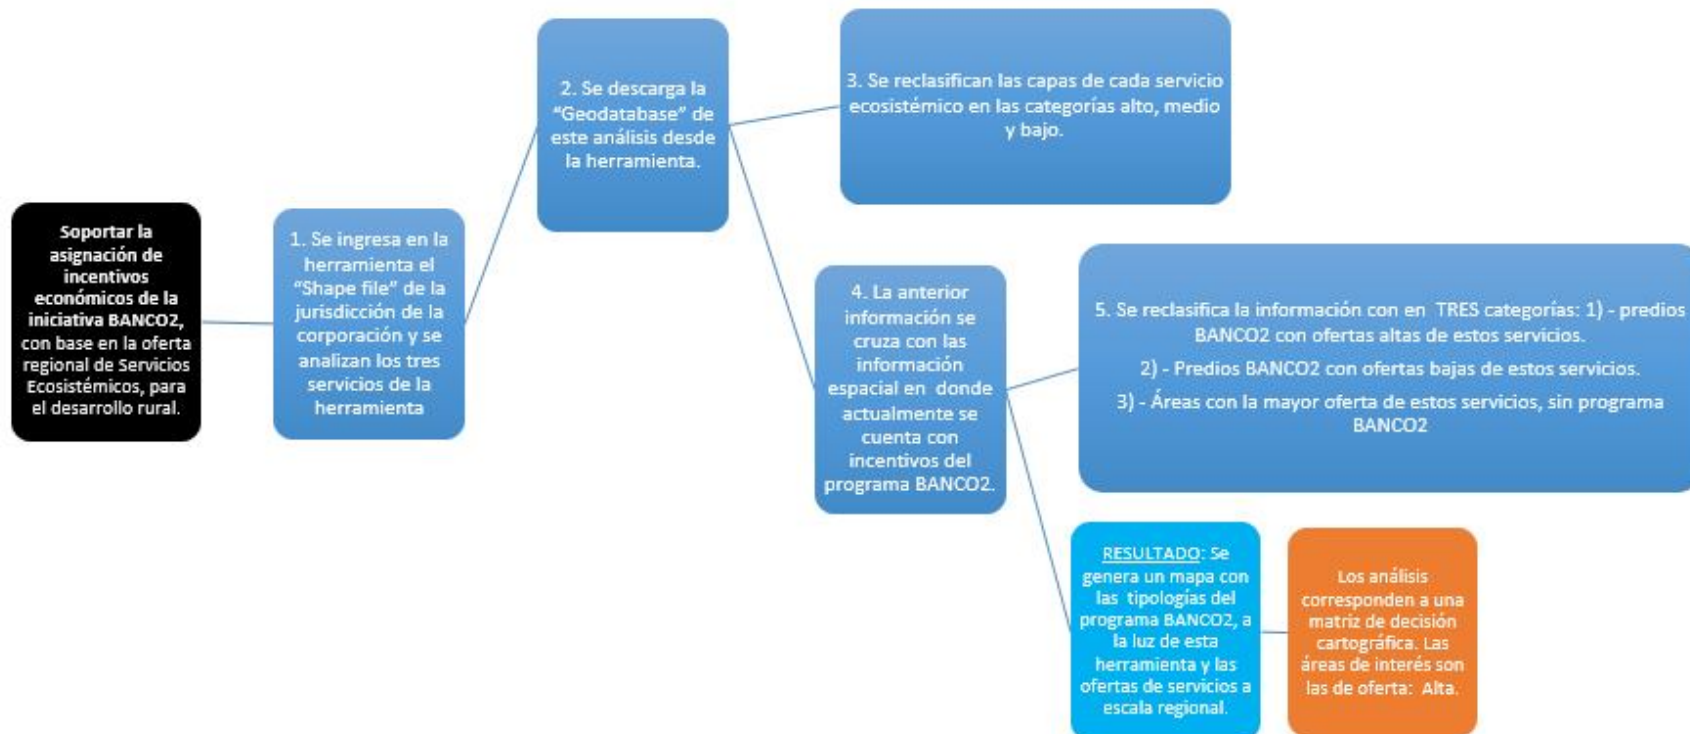 Soportar la
asignación de
incentivos
económicos de la
iniciativa BANCO2,
con base en la oferta
regional de Servicios
Ecosistémicos, para
el desarrollo rural.
1. Se ingresa en la
herramienta el
“Shape file” de la
jurisdicción de la
corporación y se
analizan los tres
servicios de la
herramienta
2. Se descarga la
“Geodatabase” de
este análisis desde
la herramienta.
3. Se reclasifican las capas de cada servicio
ecosistémico en las categorías alto, medio
y bajo.
4. La anterior
información se
cruza con las
información
espacial en donde
actualmente se
cuenta con
incentivos del
programa BANCO2.
5. Se reclasifica la información con en TRES categorías: 1) - predios
BANCO2 con ofertas altas de estos servicios.
2) - Predios BANCO2 con ofertas bajas de estos servicios.
3) - Áreas con la mayor oferta de estos servicios, sin programa
BANCO2
RESULTADO: Se
genera un mapa con
las tipologías del
programa BANCO2, a
la luz de esta
herramienta y las
ofertas de servicios a
escala regional.
Los análisis
corresponden a una
matriz de decisión
cartográfica. Las
áreas de interés son
las de oferta: Alta.